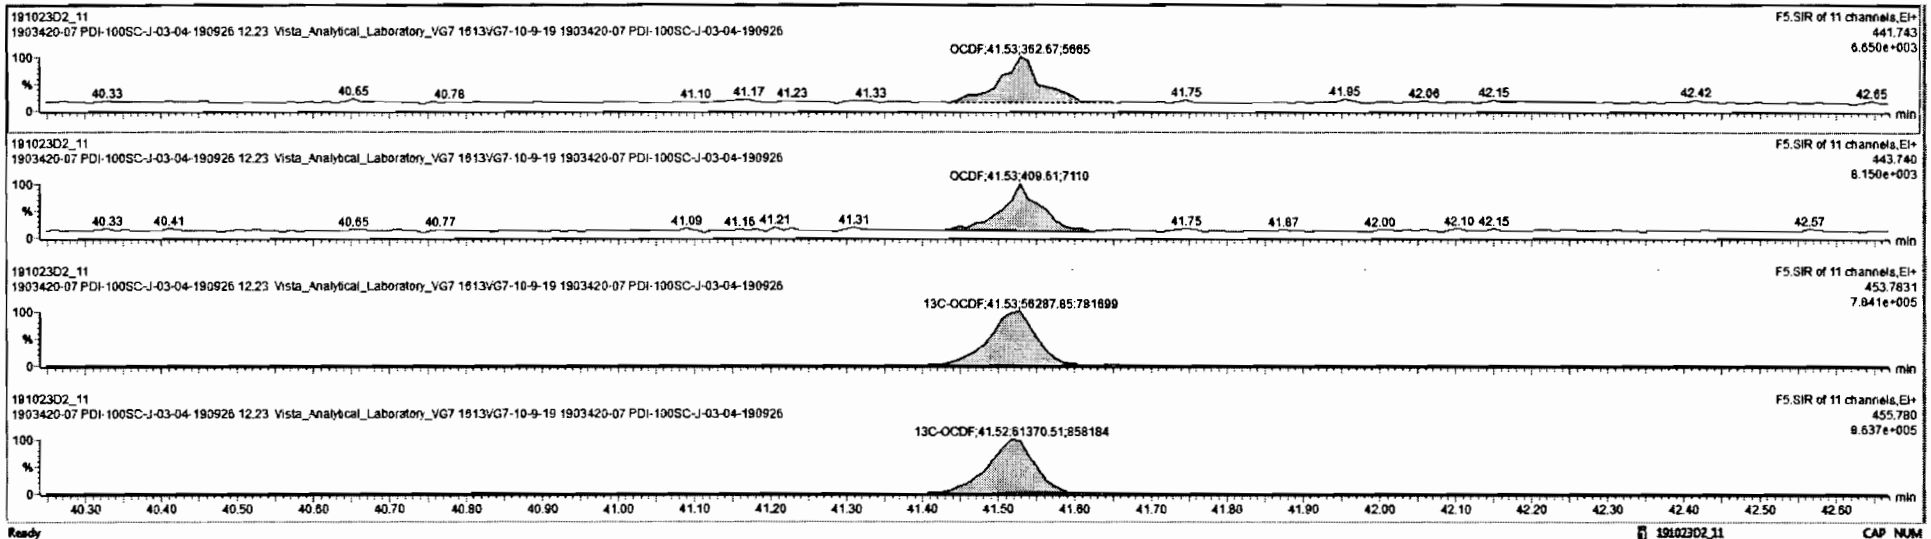 191023D2_11
F5.SIR of 11 channels,EI+
1903420-07 PDI-100SC-J-03-04-190926 12.23 Vista_Analytical_Laboratory_VG7 1613VG7-10-9-19 1903420-07 PDI-100SC-J-03-04-190926
441.743
6.650e+003
OCDF;41.53;362.67;5665
100
%
0
40.33 40.65 40.78 41.10 41.17 41.23 41.33 41.75 41.95 42.06 42.15 42.42 42.65
min
191023D2_11
F5.SIR of 11 channels,EI+
1903420-07 PDI-100SC-J-03-04-190926 12.23 Vista_Analytical_Laboratory_VG7 1613VG7-10-9-19 1903420-07 PDI-100SC-J-03-04-190926
443.740
8.150e+003
OCDF;41.53;409.61;7110
100
%
0
40.33 40.41 40.65 40.77 41.09 41.16 41.21 41.31 41.75 41.87 42.00 42.10 42.15 42.57
min
191023D2_11
F5.SIR of 11 channels,EI+
1903420-07 PDI-100SC-J-03-04-190926 12.23 Vista_Analytical_Laboratory_VG7 1613VG7-10-9-19 1903420-07 PDI-100SC-J-03-04-190926
453.7831
7.841e+005
13C-OCDF;41.53;56287.85;781699
100
%
0
min
191023D2_11
F5.SIR of 11 channels,EI+
1903420-07 PDI-100SC-J-03-04-190926 12.23 Vista_Analytical_Laboratory_VG7 1613VG7-10-9-19 1903420-07 PDI-100SC-J-03-04-190926
455.780
8.637e+005
13C-OCDF;41.52;61370.51;858184
100
%
0
min
40.30 40.40 40.50 40.60 40.70 40.80 40.90 41.00 41.10 41.20 41.30 41.40 41.50 41.60 41.70 41.80 41.90 42.00 42.10 42.20 42.30 42.40 42.50 42.60
Ready
191023D2_11
CAP NUM